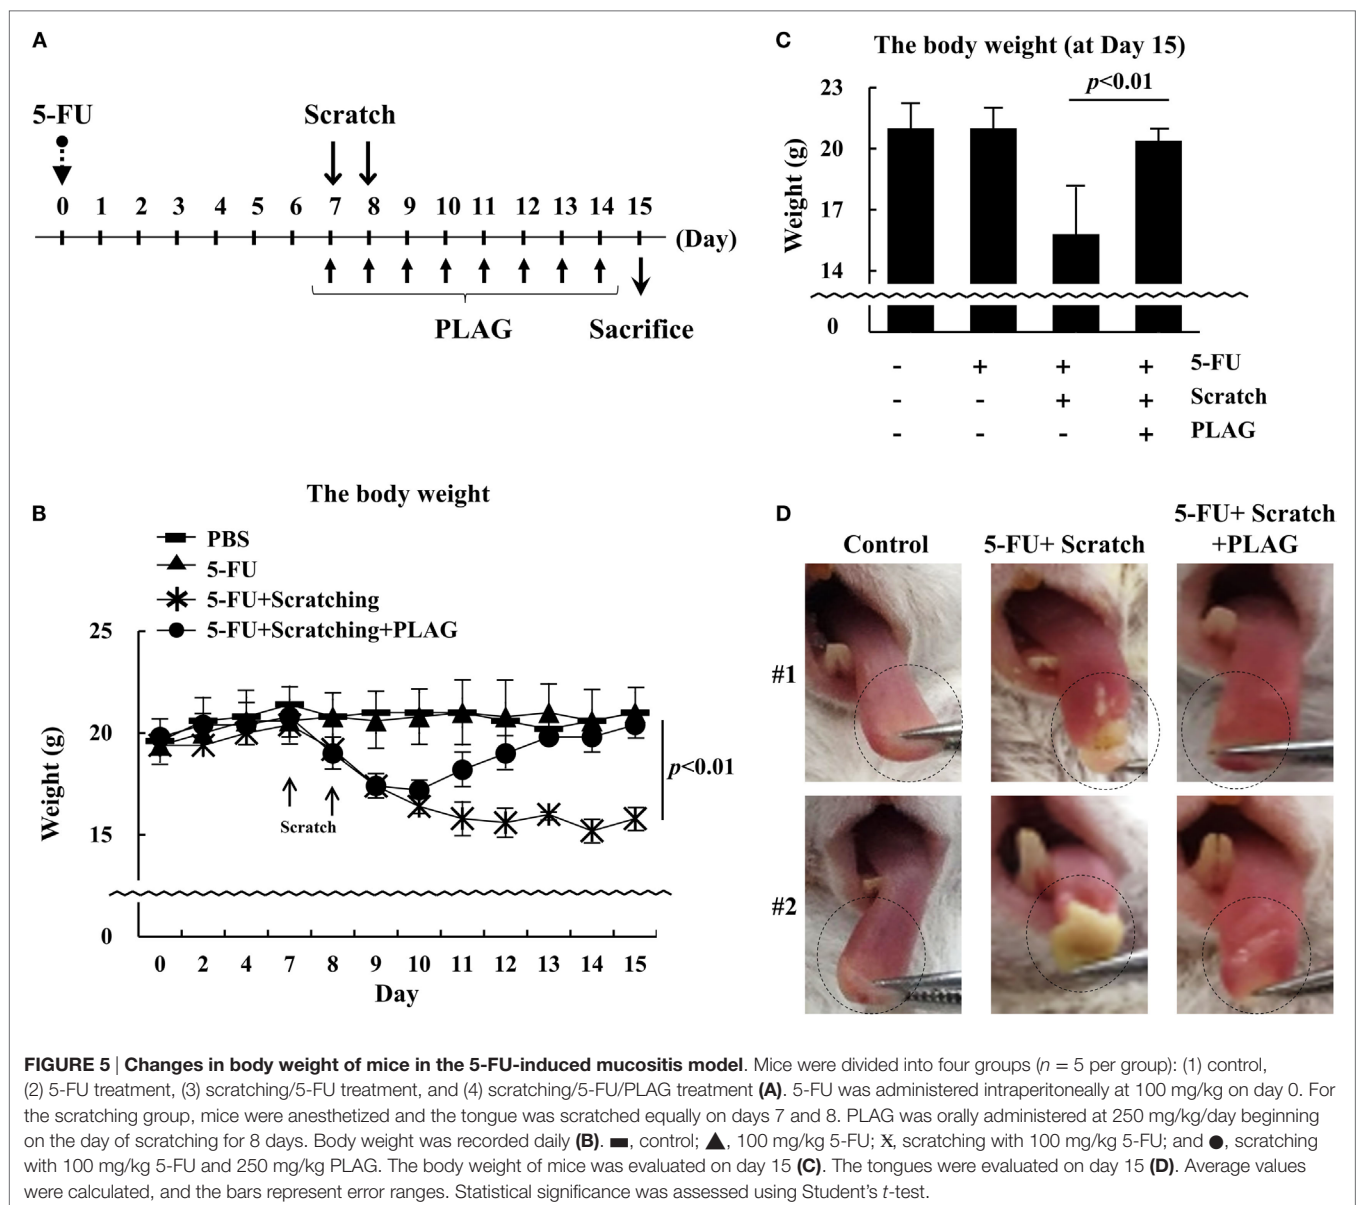 A
5-FU
Scratch
0 1 2 3 4 5 6 7 8 9 10 11 12 13 14 15
(Day)
PLAG
Sacrifice
C
The body weight (at Day 15)
p<0.01
Weight (g)
23
20
17
14
0
- + + + 5-FU
- - + + Scratch
- - - + PLAG
B
The body weight
PBS
5-FU
5-FU+Scratching
5-FU+Scratching+PLAG
Weight (g)
25
20
15
0
Scratch
p<0.01
0 2 4 7 8 9 10 11 12 13 14 15
Day
D
Control
5-FU+ Scratch
5-FU+ Scratch
+PLAG
#1
#2
FIGURE 5 | Changes in body weight of mice in the 5-FU-induced mucositis model. Mice were divided into four groups (n = 5 per group): (1) control,
(2) 5-FU treatment, (3) scratching/5-FU treatment, and (4) scratching/5-FU/PLAG treatment (A). 5-FU was administered intraperitoneally at 100 mg/kg on day 0. For
the scratching group, mice were anesthetized and the tongue was scratched equally on days 7 and 8. PLAG was orally administered at 250 mg/kg/day beginning
on the day of scratching for 8 days. Body weight was recorded daily (B). ▬, control; ▲, 100 mg/kg 5-FU; X, scratching with 100 mg/kg 5-FU; and ●, scratching
with 100 mg/kg 5-FU and 250 mg/kg PLAG. The body weight of mice was evaluated on day 15 (C). The tongues were evaluated on day 15 (D). Average values
were calculated, and the bars represent error ranges. Statistical significance was assessed using Student's t-test.